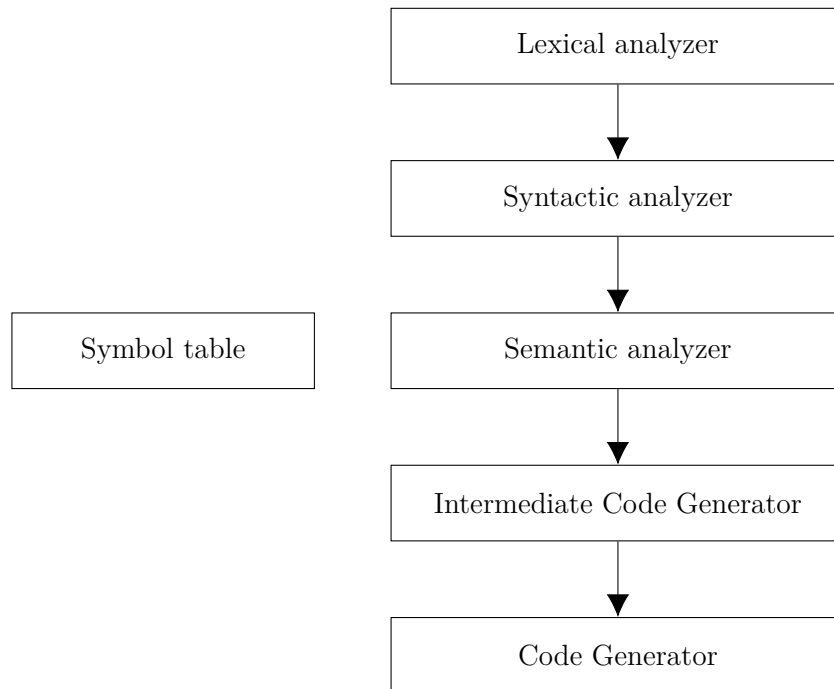 Lexical analyzer
Syntactic analyzer
Symbol table
Semantic analyzer
Intermediate Code Generator
Code Generator